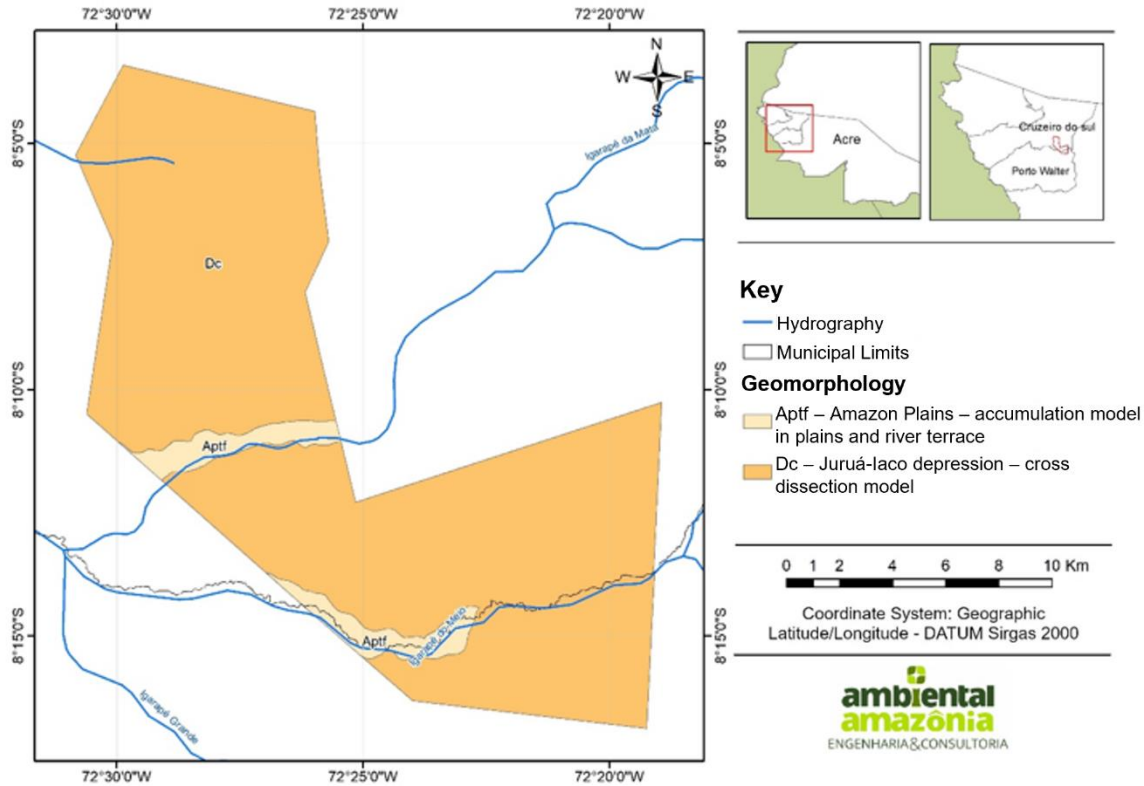 72°30'0"W
72°25'0"W
72°20'0"W
N
W E
S
8°5'0"S
8°5'0"S
8°10'0"S
8°10'0"S
8°15'0"S
8°15'0"S
Igarapé da Mata
Dc
Aptf
Aptf
Igarapé do Meio
Igarapé Grande
72°30'0"W
72°25'0"W
72°20'0"W
Acre
Cruzeiro do sul
Porto Walter
Key
Hydrography
Municipal Limits
Geomorphology
Aptf – Amazon Plains – accumulation model
in plains and river terrace
Dc – Juruá-Iaco depression – cross
dissection model
0 1 2 4 6 8 10 Km
Coordinate System: Geographic
Latitude/Longitude - DATUM Sirgas 2000
ambiental
amazônia
ENGENHARIA&CONSULTORIA